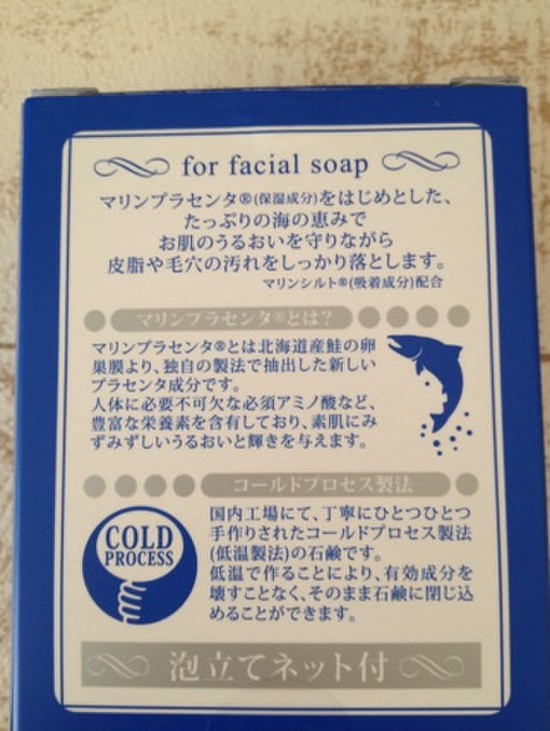 for facial soap
マリンプラセンタ®(保湿成分)をはじめとした、
たっぷりの海の恵みで
お肌のうるおいを守りながら
皮脂や毛穴の汚れをしっかり落とします。
マリンシルト®(吸着成分)配合
マリンプラセンタ®とは?
マリンプラセンタ®とは北海道産鮭の卵
巣膜より、独自の製法で抽出した新しい
プラセンタ成分です。
人体に必要不可欠な必須アミノ酸など、
豊富な栄養素を含有しており、素肌にみ
ずみずしいうるおいと輝きを与えます。
コールドプロセス製法
COLD
PROCESS
国内工場にて、丁寧にひとつひとつ
手作りされたコールドプロセス製法
(低温製法)の石鹸です。
低温で作ることにより、有効成分を
壊すことなく、そのまま石鹸に閉じ込
めることができます。
泡立てネット付